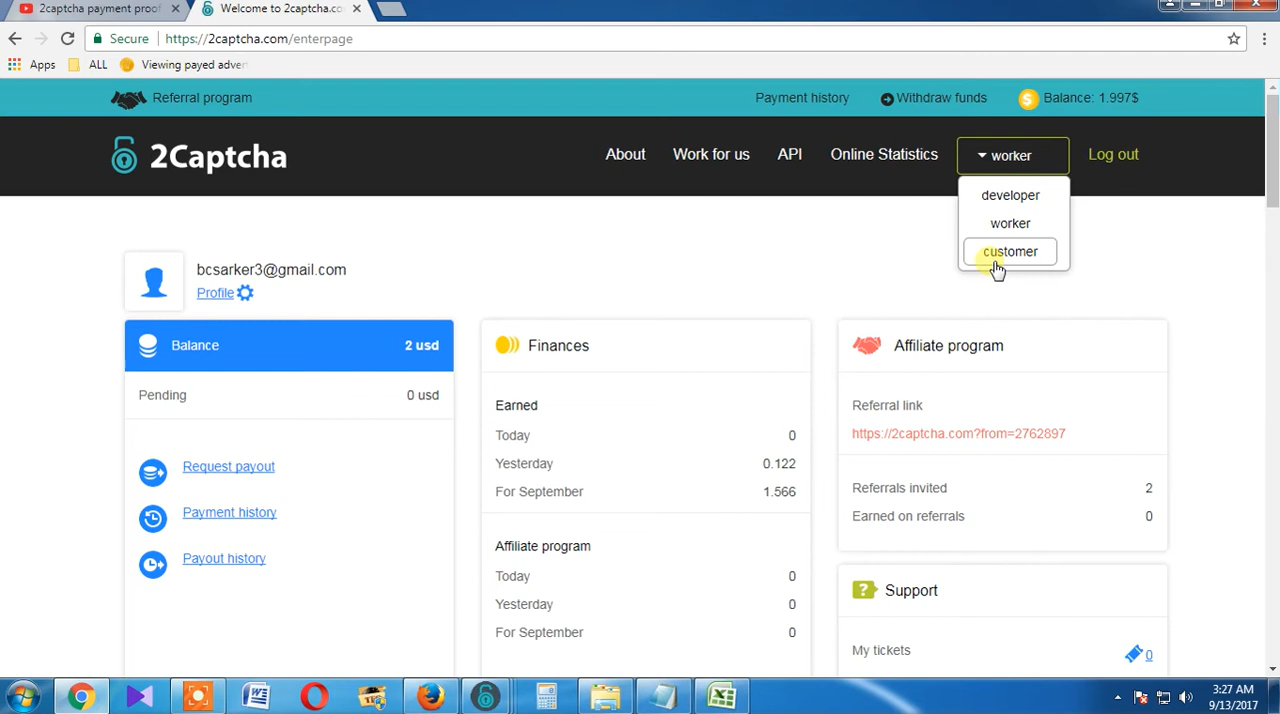 2captcha payment proof
Welcome to 2captcha.co
Secure https://2captcha.com/enterpage
Apps ALL Viewing payed adver
Referral program Payment history Withdraw funds Balance: 1.997$
2Captcha About Work for us API Online Statistics worker Log out
developer
worker
customer
bcsarker3@gmail.com
Profile
Balance 2 usd
Pending 0 usd
Request payout
Payment history
Payout history
Finances
Earned
Today 0
Yesterday 0.122
For September 1.566
Affiliate program
Today 0
Yesterday 0
For September 0
Affiliate program
Referral link
https://2captcha.com?from=2762897
Referrals invited 2
Earned on referrals 0
Support
My tickets 0
3:27 AM
9/13/2017